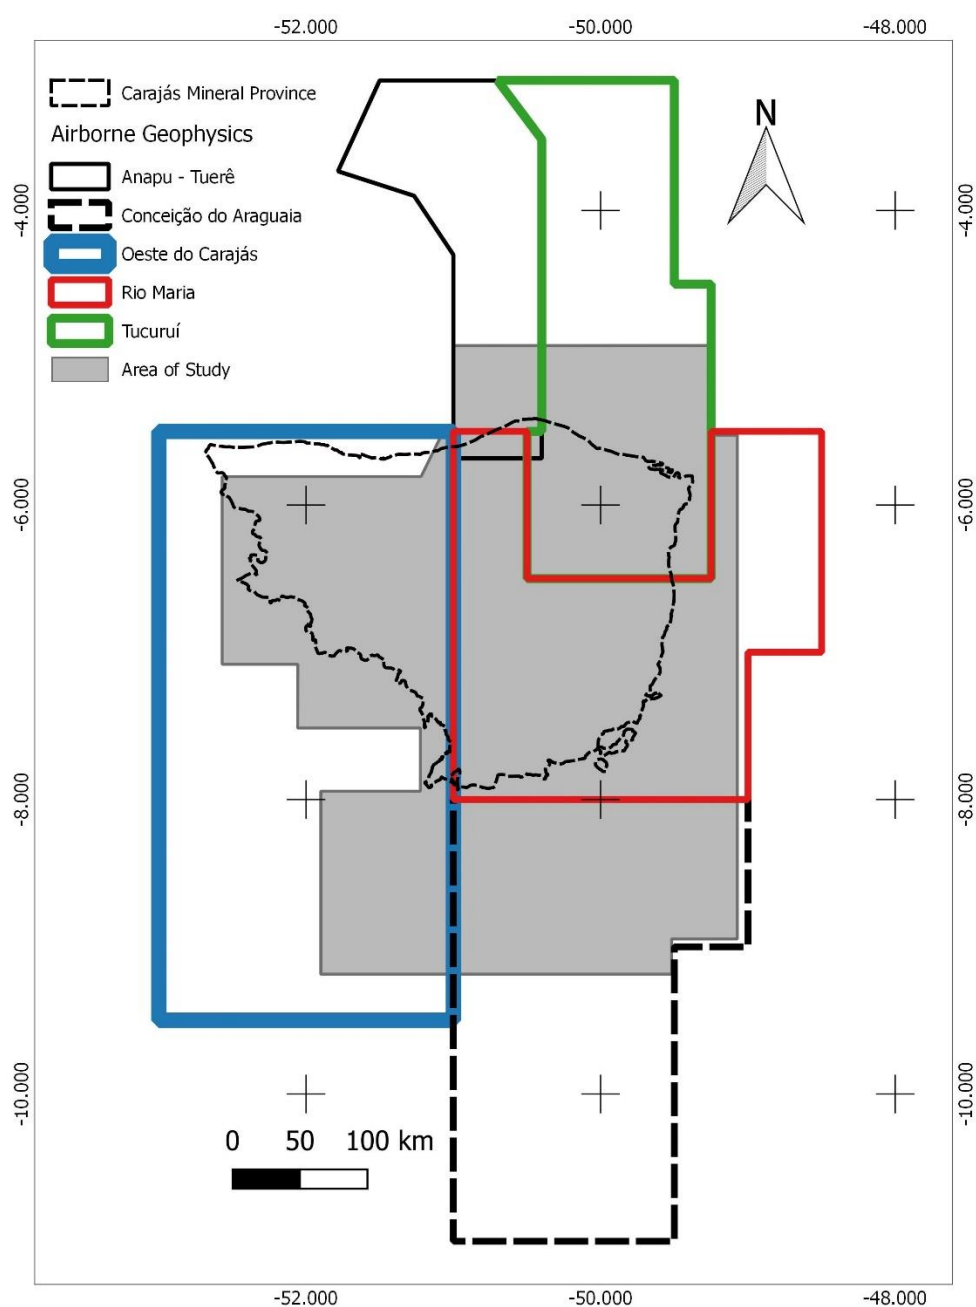 -52.000 -50.000 -48.000
Carajás Mineral Province
Airborne Geophysics
Anapu - Tuerê
Conceição do Araguaia
Oeste do Carajás
Rio Maria
Tucuruí
Area of Study
N
-4.000 -4.000
-6.000 -6.000
-8.000 -8.000
-10.000 -10.000
0 50 100 km
-52.000 -50.000 -48.000